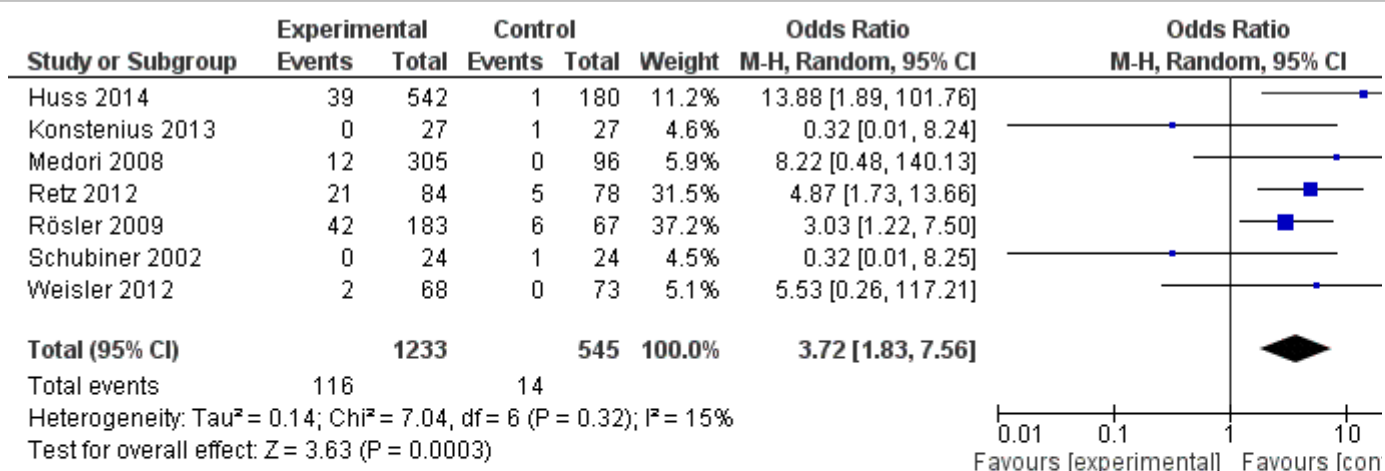 Experimental Control Odds Ratio Odds Ratio
Study or Subgroup Events Total Events Total Weight M-H, Random, 95% CI M-H, Random, 95% CI
Huss 2014 39 542 1 180 11.2% 13.88 [1.89, 101.76]
Konstenius 2013 0 27 1 27 4.6% 0.32 [0.01, 8.24]
Medori 2008 12 305 0 96 5.9% 8.22 [0.48, 140.13]
Retz 2012 21 84 5 78 31.5% 4.87 [1.73, 13.66]
Rösler 2009 42 183 6 67 37.2% 3.03 [1.22, 7.50]
Schubiner 2002 0 24 1 24 4.5% 0.32 [0.01, 8.25]
Weisler 2012 2 68 0 73 5.1% 5.53 [0.26, 117.21]
Total (95% CI) 1233 545 100.0% 3.72 [1.83, 7.56]
Total events 116 14
Heterogeneity: Tau² = 0.14; Chi² = 7.04, df = 6 (P = 0.32); I² = 15%
Test for overall effect: Z = 3.63 (P = 0.0003)
0.01 0.1 1 10
Favours [experimental] Favours [con